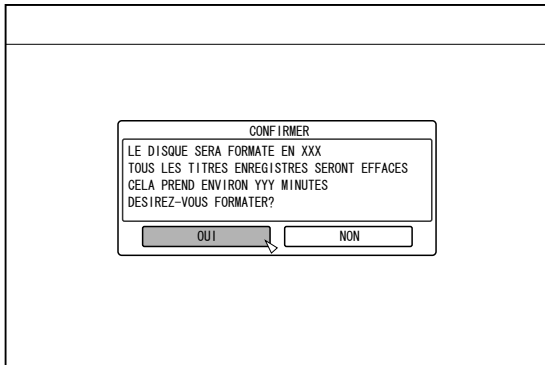 CONFIRMER
LE DISQUE SERA FORMATE EN XXX
TOUS LES TITRES ENREGISTRES SERONT EFFACES
CELA PREND ENVIRON YYY MINUTES
DESIREZ-VOUS FORMATER?
OUI NON